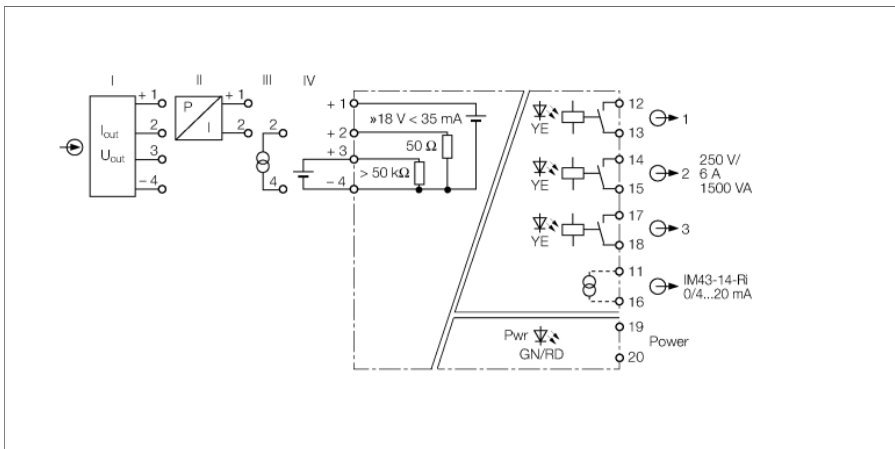 I II III IV
+ 1
2
3
− 4
Iout
Uout
P
I
+ 1
2
2
4
+ 1
+ 2
+ 3
− 4
»18 V < 35 mA
50 Ω
> 50 kΩ
YE
12
13
1
YE
14
15
2
250 V/
6 A
1500 VA
YE
17
18
3
11
16
IM43-14-Ri
0/4...20 mA
Pwr
GN/RD
19
20
Power